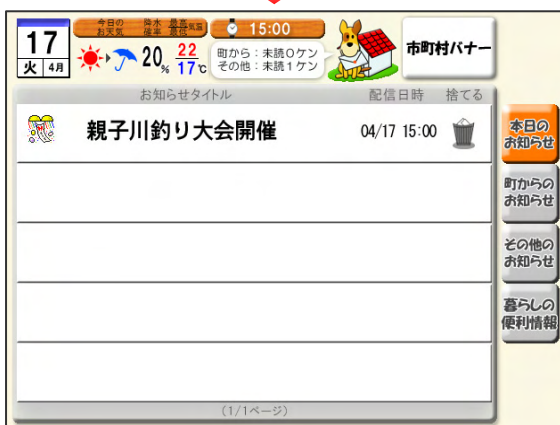 17
火 4月
今日の
お天気
降水
確率
最高
最低
気温
20%
22
17℃
15:00
町から：未読0ケン
その他：未読1ケン
市町村バナー
お知らせタイトル
配信日時
捨てる
親子川釣り大会開催
04/17 15:00
本日の
お知らせ
町からの
お知らせ
その他の
お知らせ
暮らしの
便利情報
(1/1ページ)